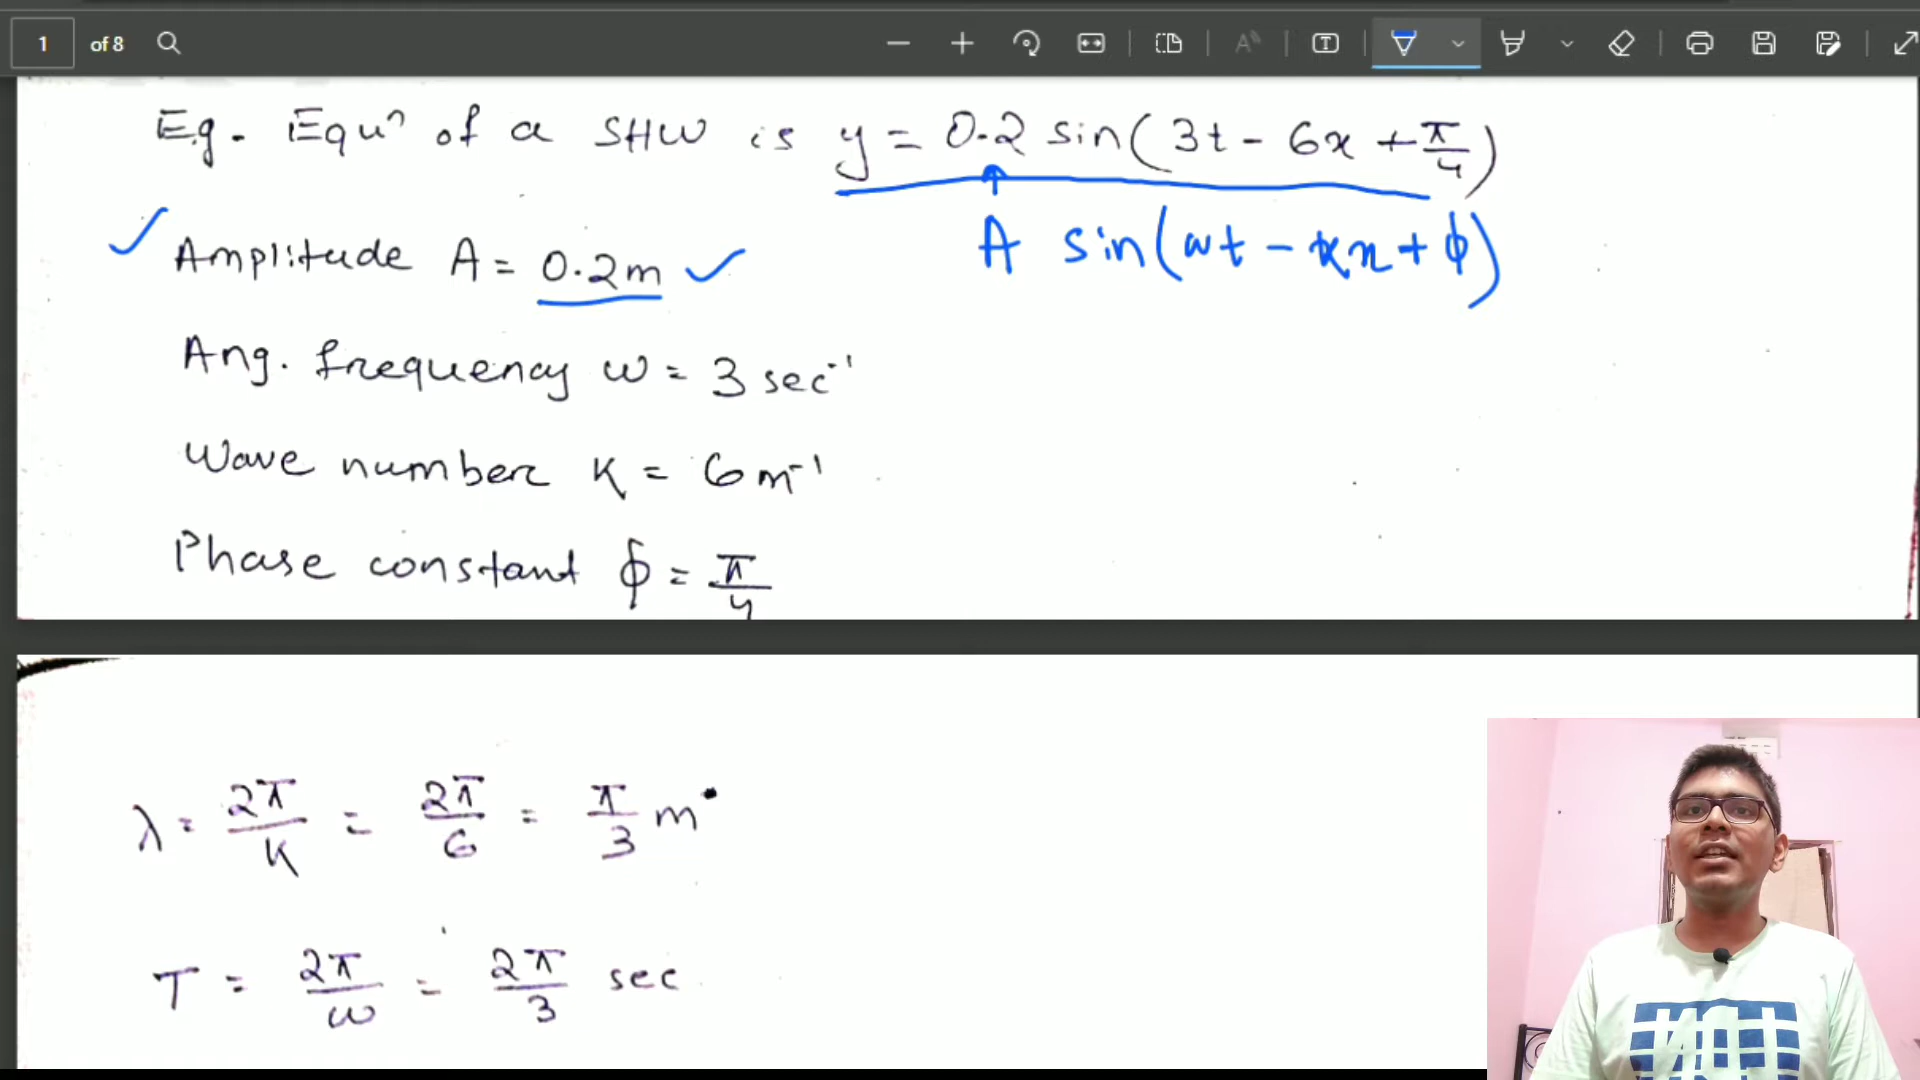 1 of 8
Eg. Equⁿ of a SHW is y = 0.2 sin(3t - 6x + π/4)
A sin(ωt - kx + ϕ)
Amplitude A = 0.2m
Ang. frequency ω = 3 sec⁻¹
Wave number K = 6m⁻¹
Phase constant ϕ = π/4
λ = 2π/K = 2π/6 = π/3 m
T = 2π/ω = 2π/3 sec